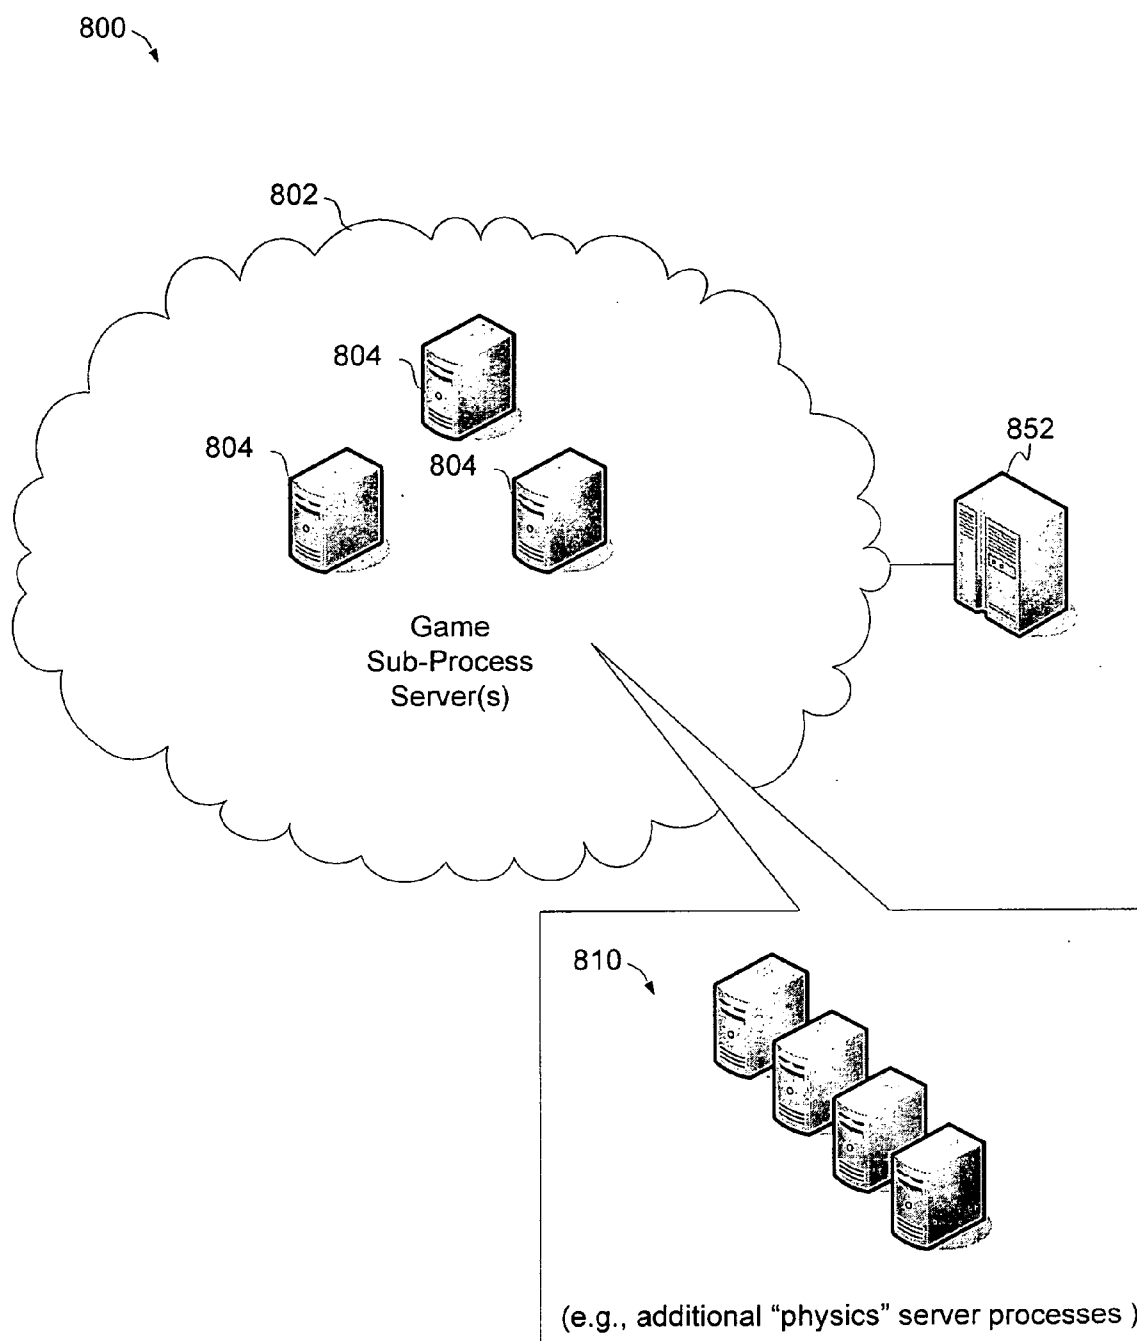 800
802
804
804
804
852
Game
Sub-Process
Server(s)
810
(e.g., additional “physics” server processes )